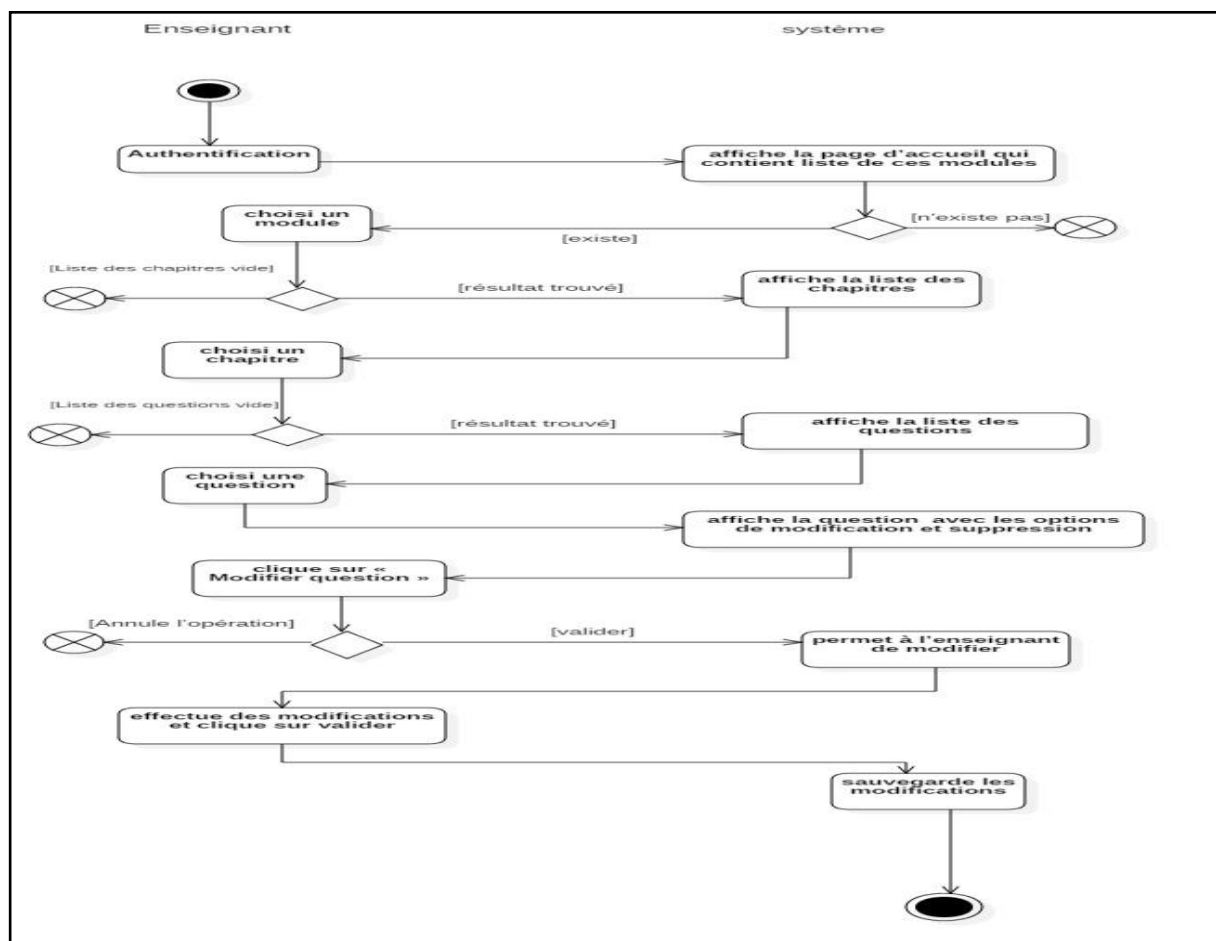 Enseignant
système
Authentification
affiche la page d'accueil qui
contient liste de ces modules
choisi un
module
[n'existe pas]
[existe]
[Liste des chapitres vide]
[résultat trouvé]
affiche la liste des
chapitres
choisi un
chapitre
[Liste des questions vide]
[résultat trouvé]
affiche la liste des
questions
choisi une
question
affiche la question avec les options
de modification et suppression
clique sur «
Modifier question »
[Annule l'opération]
[valider]
permet à l'enseignant
de modifier
effectue des modifications
et clique sur valider
sauvegarde les
modifications